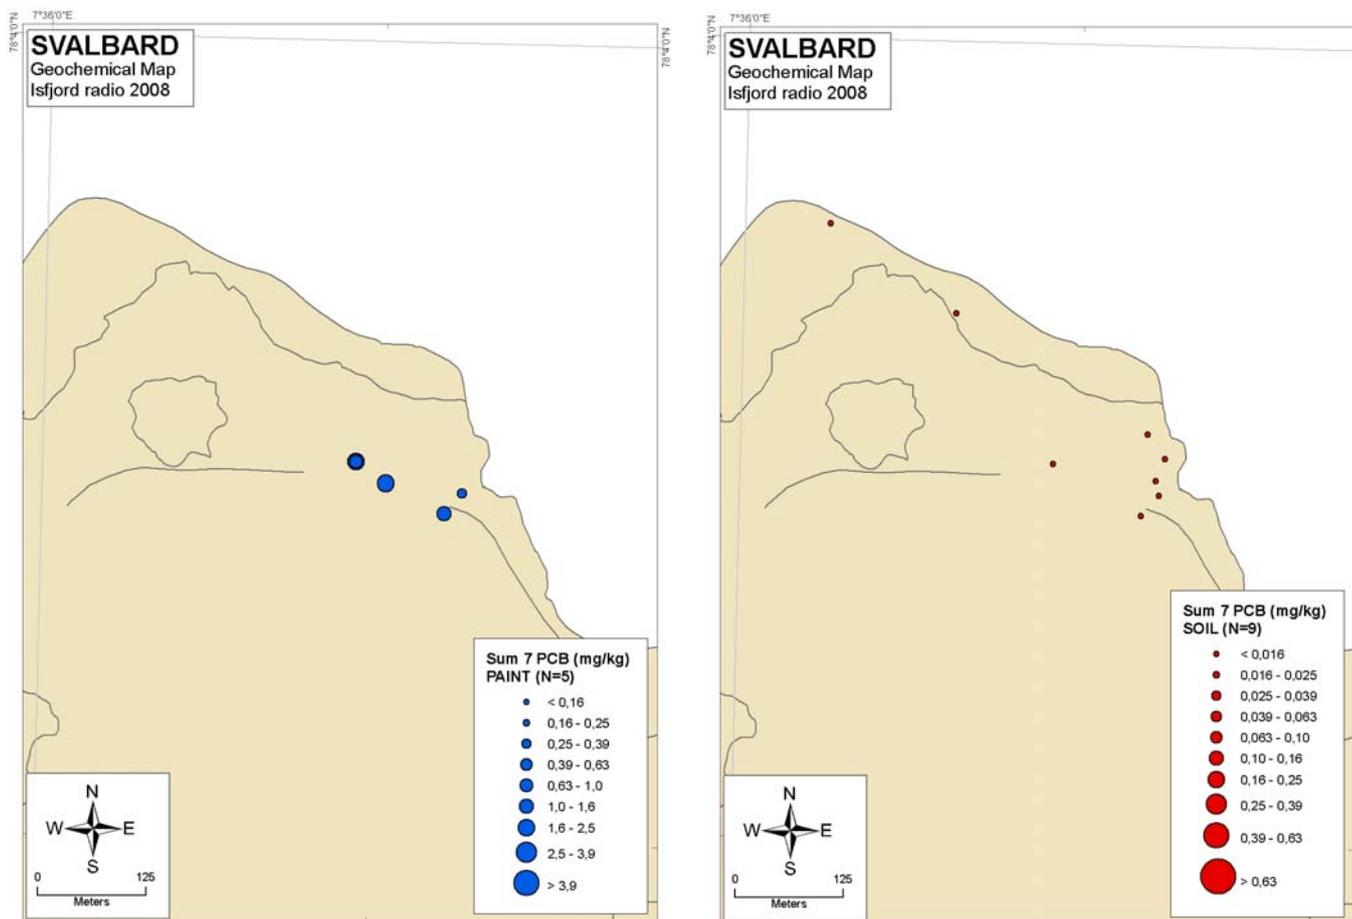 7°36'0"E
78°4'0"N
78°4'0"N
SVALBARD
Geochemical Map
Isfjord radio 2008
Sum 7 PCB (mg/kg)
PAINT (N=5)
< 0,16
0,16 - 0,25
0,25 - 0,39
0,39 - 0,63
0,63 - 1,0
1,0 - 1,6
1,6 - 2,5
2,5 - 3,9
> 3,9
N
W E
S
0 125
Meters
7°36'0"E
78°4'0"N
SVALBARD
Geochemical Map
Isfjord radio 2008
Sum 7 PCB (mg/kg)
SOIL (N=9)
< 0,016
0,016 - 0,025
0,025 - 0,039
0,039 - 0,063
0,063 - 0,10
0,10 - 0,16
0,16 - 0,25
0,25 - 0,39
0,39 - 0,63
> 0,63
N
W E
S
0 125
Meters